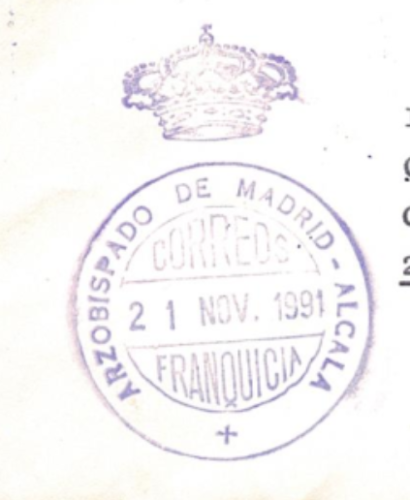 ARZOBISPADO DE MADRID-ALCALA
CORREOS
21 NOV. 1991
FRANQUICIA